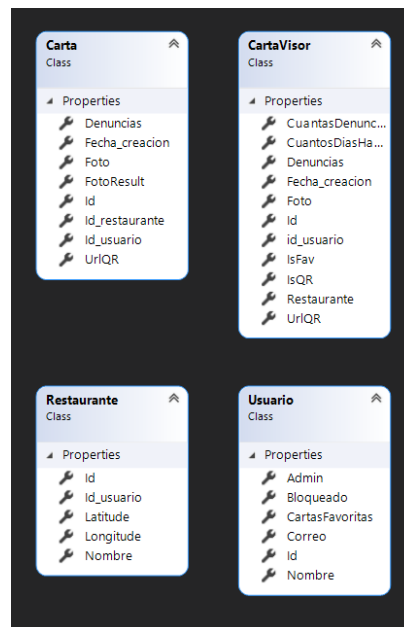 Carta
Class
Properties
Denuncias
Fecha_creacion
Foto
FotoResult
Id
Id_restaurante
Id_usuario
UrlQR
CartaVisor
Class
Properties
CuantasDenunc...
CuantosDiasHa...
Denuncias
Fecha_creacion
Foto
Id
id_usuario
IsFav
IsQR
Restaurante
UrlQR
Restaurante
Class
Properties
Id
Id_usuario
Latitude
Longitude
Nombre
Usuario
Class
Properties
Admin
Bloqueado
CartasFavoritas
Correo
Id
Nombre